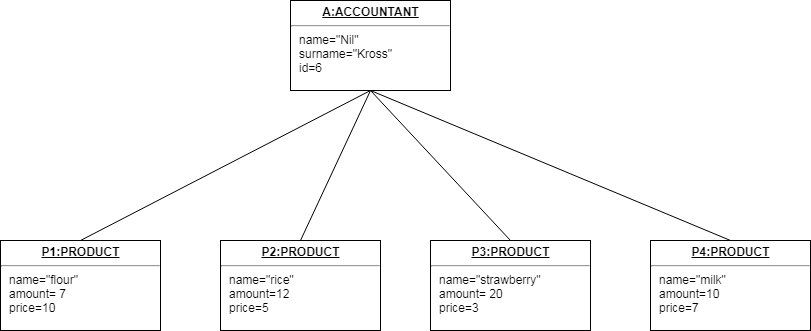 A:ACCOUNTANT
name="Nil"
surname="Kross"
id=6
P1:PRODUCT
name="flour"
amount= 7
price=10
P2:PRODUCT
name="rice"
amount=12
price=5
P3:PRODUCT
name="strawberry"
amount= 20
price=3
P4:PRODUCT
name="milk"
amount=10
price=7